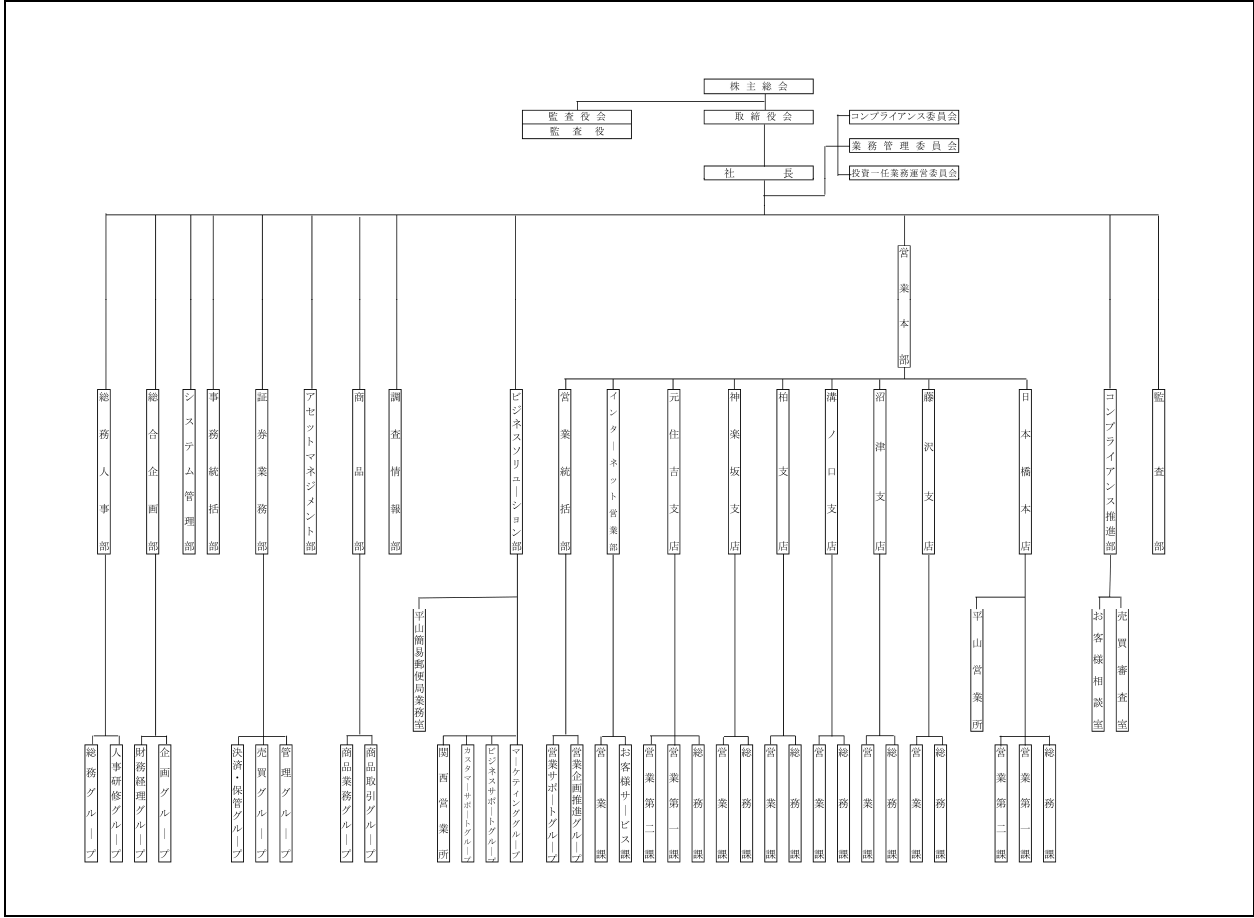 株主総会
監査役会
監査役
取締役会
コンプライアンス委員会
業務管理委員会
投資一任業務運営委員会
社長
営業本部
総務人事部
総合企画部
システム管理部
事務統括部
証券業務部
アセットマネジメント部
商品部
調査情報部
ビジネスソリューション部
営業統括部
インターネット営業部
元住吉支店
神楽坂支店
柏支店
溝ノ口支店
沼津支店
藤沢支店
日本橋本店
コンプライアンス推進部
監査部
平山簡易郵便局業務室
平山営業所
お客様相談室
売買審査室
総務グループ
人事研修グループ
財務経理グループ
企画グループ
決済・保管グループ
売買グループ
管理グループ
商品業務グループ
商品取引グループ
関西営業所
カスタマーサポートグループ
ビジネスサポートグループ
マーケティンググループ
営業サポートグループ
営業企画推進グループ
営業課
お客様サービス課
営業第二課
営業第一課
総務課
営業課
総務課
営業課
総務課
営業課
総務課
営業課
総務課
営業課
総務課
営業第二課
営業第一課
総務課